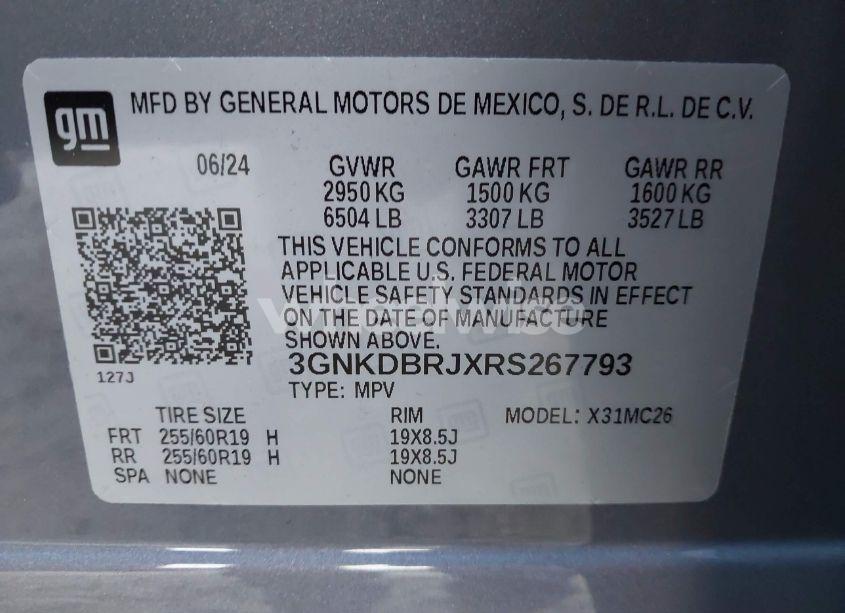 gm
MFD BY GENERAL MOTORS DE MEXICO, S. DE R.L. DE C.V.
06/24 GVWR GAWR FRT GAWR RR
2950 KG 1500 KG 1600 KG
6504 LB 3307 LB 3527 LB
THIS VEHICLE CONFORMS TO ALL
APPLICABLE U.S. FEDERAL MOTOR
VEHICLE SAFETY STANDARDS IN EFFECT
ON THE DATE OF MANUFACTURE
SHOWN ABOVE.
3GNKDBRJXRS267793
127J
TYPE: MPV
TIRE SIZE RIM MODEL: X31MC26
FRT 255/60R19 H 19X8.5J
RR 255/60R19 H 19X8.5J
SPA NONE NONE